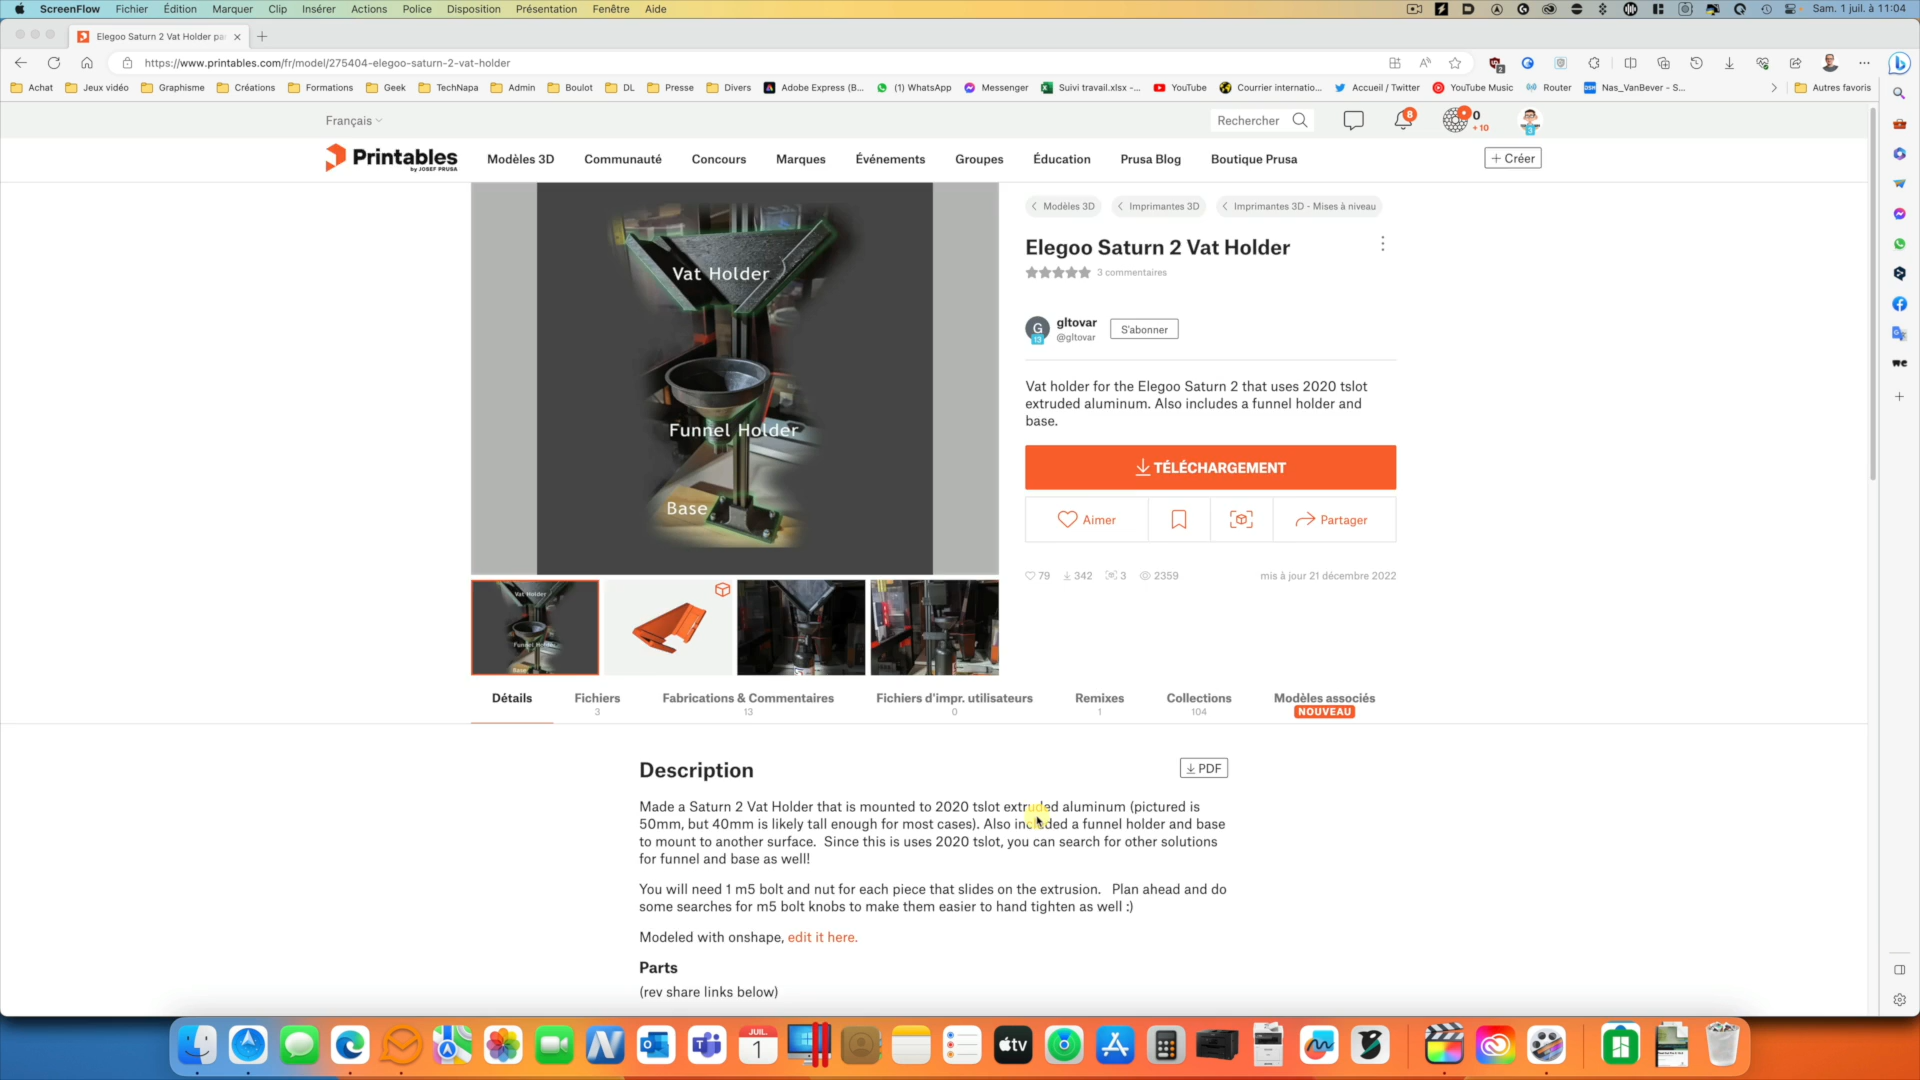 ScreenFlow Fichier Édition Marquer Clip Insérer Actions Police Disposition Présentation Fenêtre Aide Sam. 1 juil. à 11:04
Elegoo Saturn 2 Vat Holder pa
https://www.printables.com/fr/model/275404-elegoo-saturn-2-vat-holder
Achat Jeux vidéo Graphisme Créations Formations Geek TechNapa Admin Boulot DL Presse Divers Adobe Express (B... (1) WhatsApp Messenger Suivi travail.xlsx -... YouTube Courrier internatio... Accueil / Twitter YouTube Music Router Nas_VanBever - S... Autres favoris
Français Rechercher 8 0
+10
Printables Modèles 3D Communauté Concours Marques Événements Groupes Éducation Prusa Blog Boutique Prusa + Créer
by JOSEF PRUSA
Modèles 3D Imprimantes 3D Imprimantes 3D - Mises à niveau
Elegoo Saturn 2 Vat Holder
3 commentaires
Vat Holder
Funnel Holder
Base
G gltovar S'abonner
13 @gltovar
Vat holder for the Elegoo Saturn 2 that uses 2020 tslot
extruded aluminum. Also includes a funnel holder and
base.
TÉLÉCHARGEMENT
Aimer Partager
79 342 3 2359 mis à jour 21 décembre 2022
Vat Holder
Détails Fichiers Fabrications & Commentaires Fichiers d'impr. utilisateurs Remixes Collections Modèles associés
3 13 0 1 104 NOUVEAU
Description PDF
Made a Saturn 2 Vat Holder that is mounted to 2020 tslot extruded aluminum (pictured is
50mm, but 40mm is likely tall enough for most cases). Also included a funnel holder and base
to mount to another surface. Since this is uses 2020 tslot, you can search for other solutions
for funnel and base as well!
You will need 1 m5 bolt and nut for each piece that slides on the extrusion. Plan ahead and do
some searches for m5 bolt knobs to make them easier to hand tighten as well :)
Modeled with onshape, edit it here.
Parts
(rev share links below)
JUIL.
1
tv